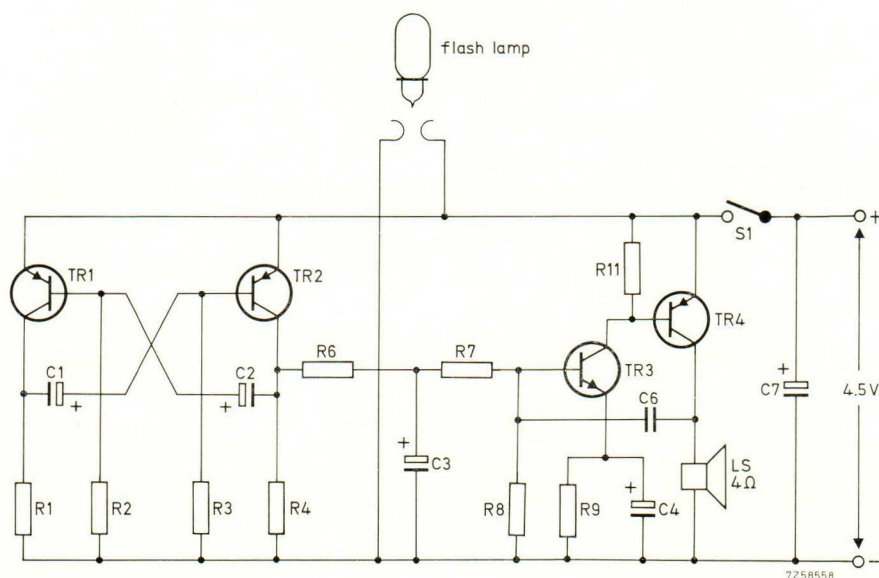 flash lamp
S1
+
TR1
TR2
R11
TR4
R6
R7
TR3
C1
+
C2
+
C6
+
C7
4.5V
+
C3
LS
4Ω
R1
R2
R3
R4
R8
R9
+
C4
-
7Z58558